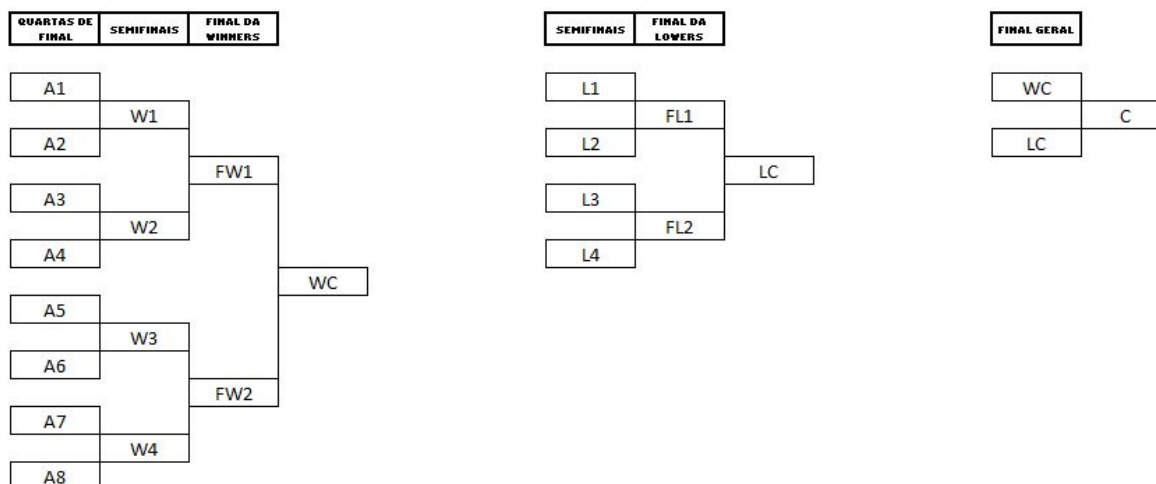 QUARTAS DE
FINAL
SEMIFINAIS
FINAL DA
WINNERS
A1
W1
A2
FW1
A3
W2
A4
WC
A5
W3
A6
FW2
A7
W4
A8
SEMIFINAIS
FINAL DA
LOWERS
L1
FL1
L2
LC
L3
FL2
L4
FINAL GERAL
WC
C
LC